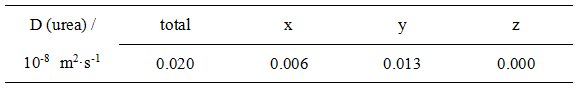 D (urea) / total x y z
10⁻⁸ m²·s⁻¹ 0.020 0.006 0.013 0.000